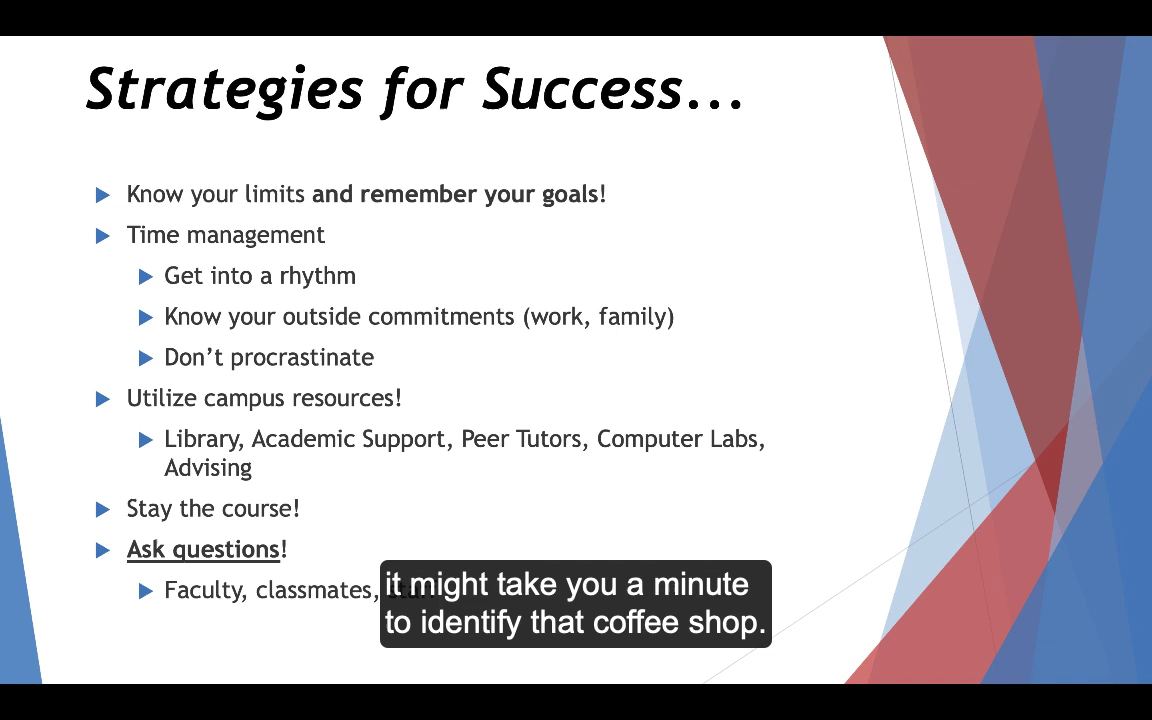 Strategies for Success...
Know your limits and remember your goals!
Time management
Get into a rhythm
Know your outside commitments (work, family)
Don’t procrastinate
Utilize campus resources!
Library, Academic Support, Peer Tutors, Computer Labs,
Advising
Stay the course!
Ask questions!
Faculty, classmates,
it might take you a minute
to identify that coffee shop.